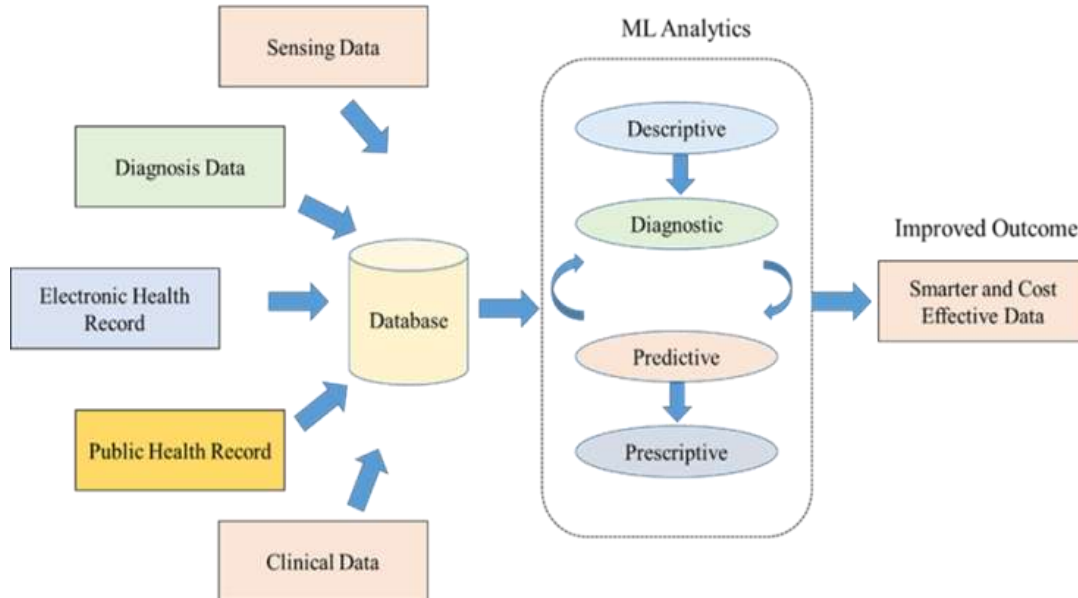 ML Analytics
Sensing Data
Descriptive
Diagnosis Data
Diagnostic
Improved Outcome
Electronic Health
Record
Database
Smarter and Cost
Effective Data
Predictive
Public Health Record
Prescriptive
Clinical Data